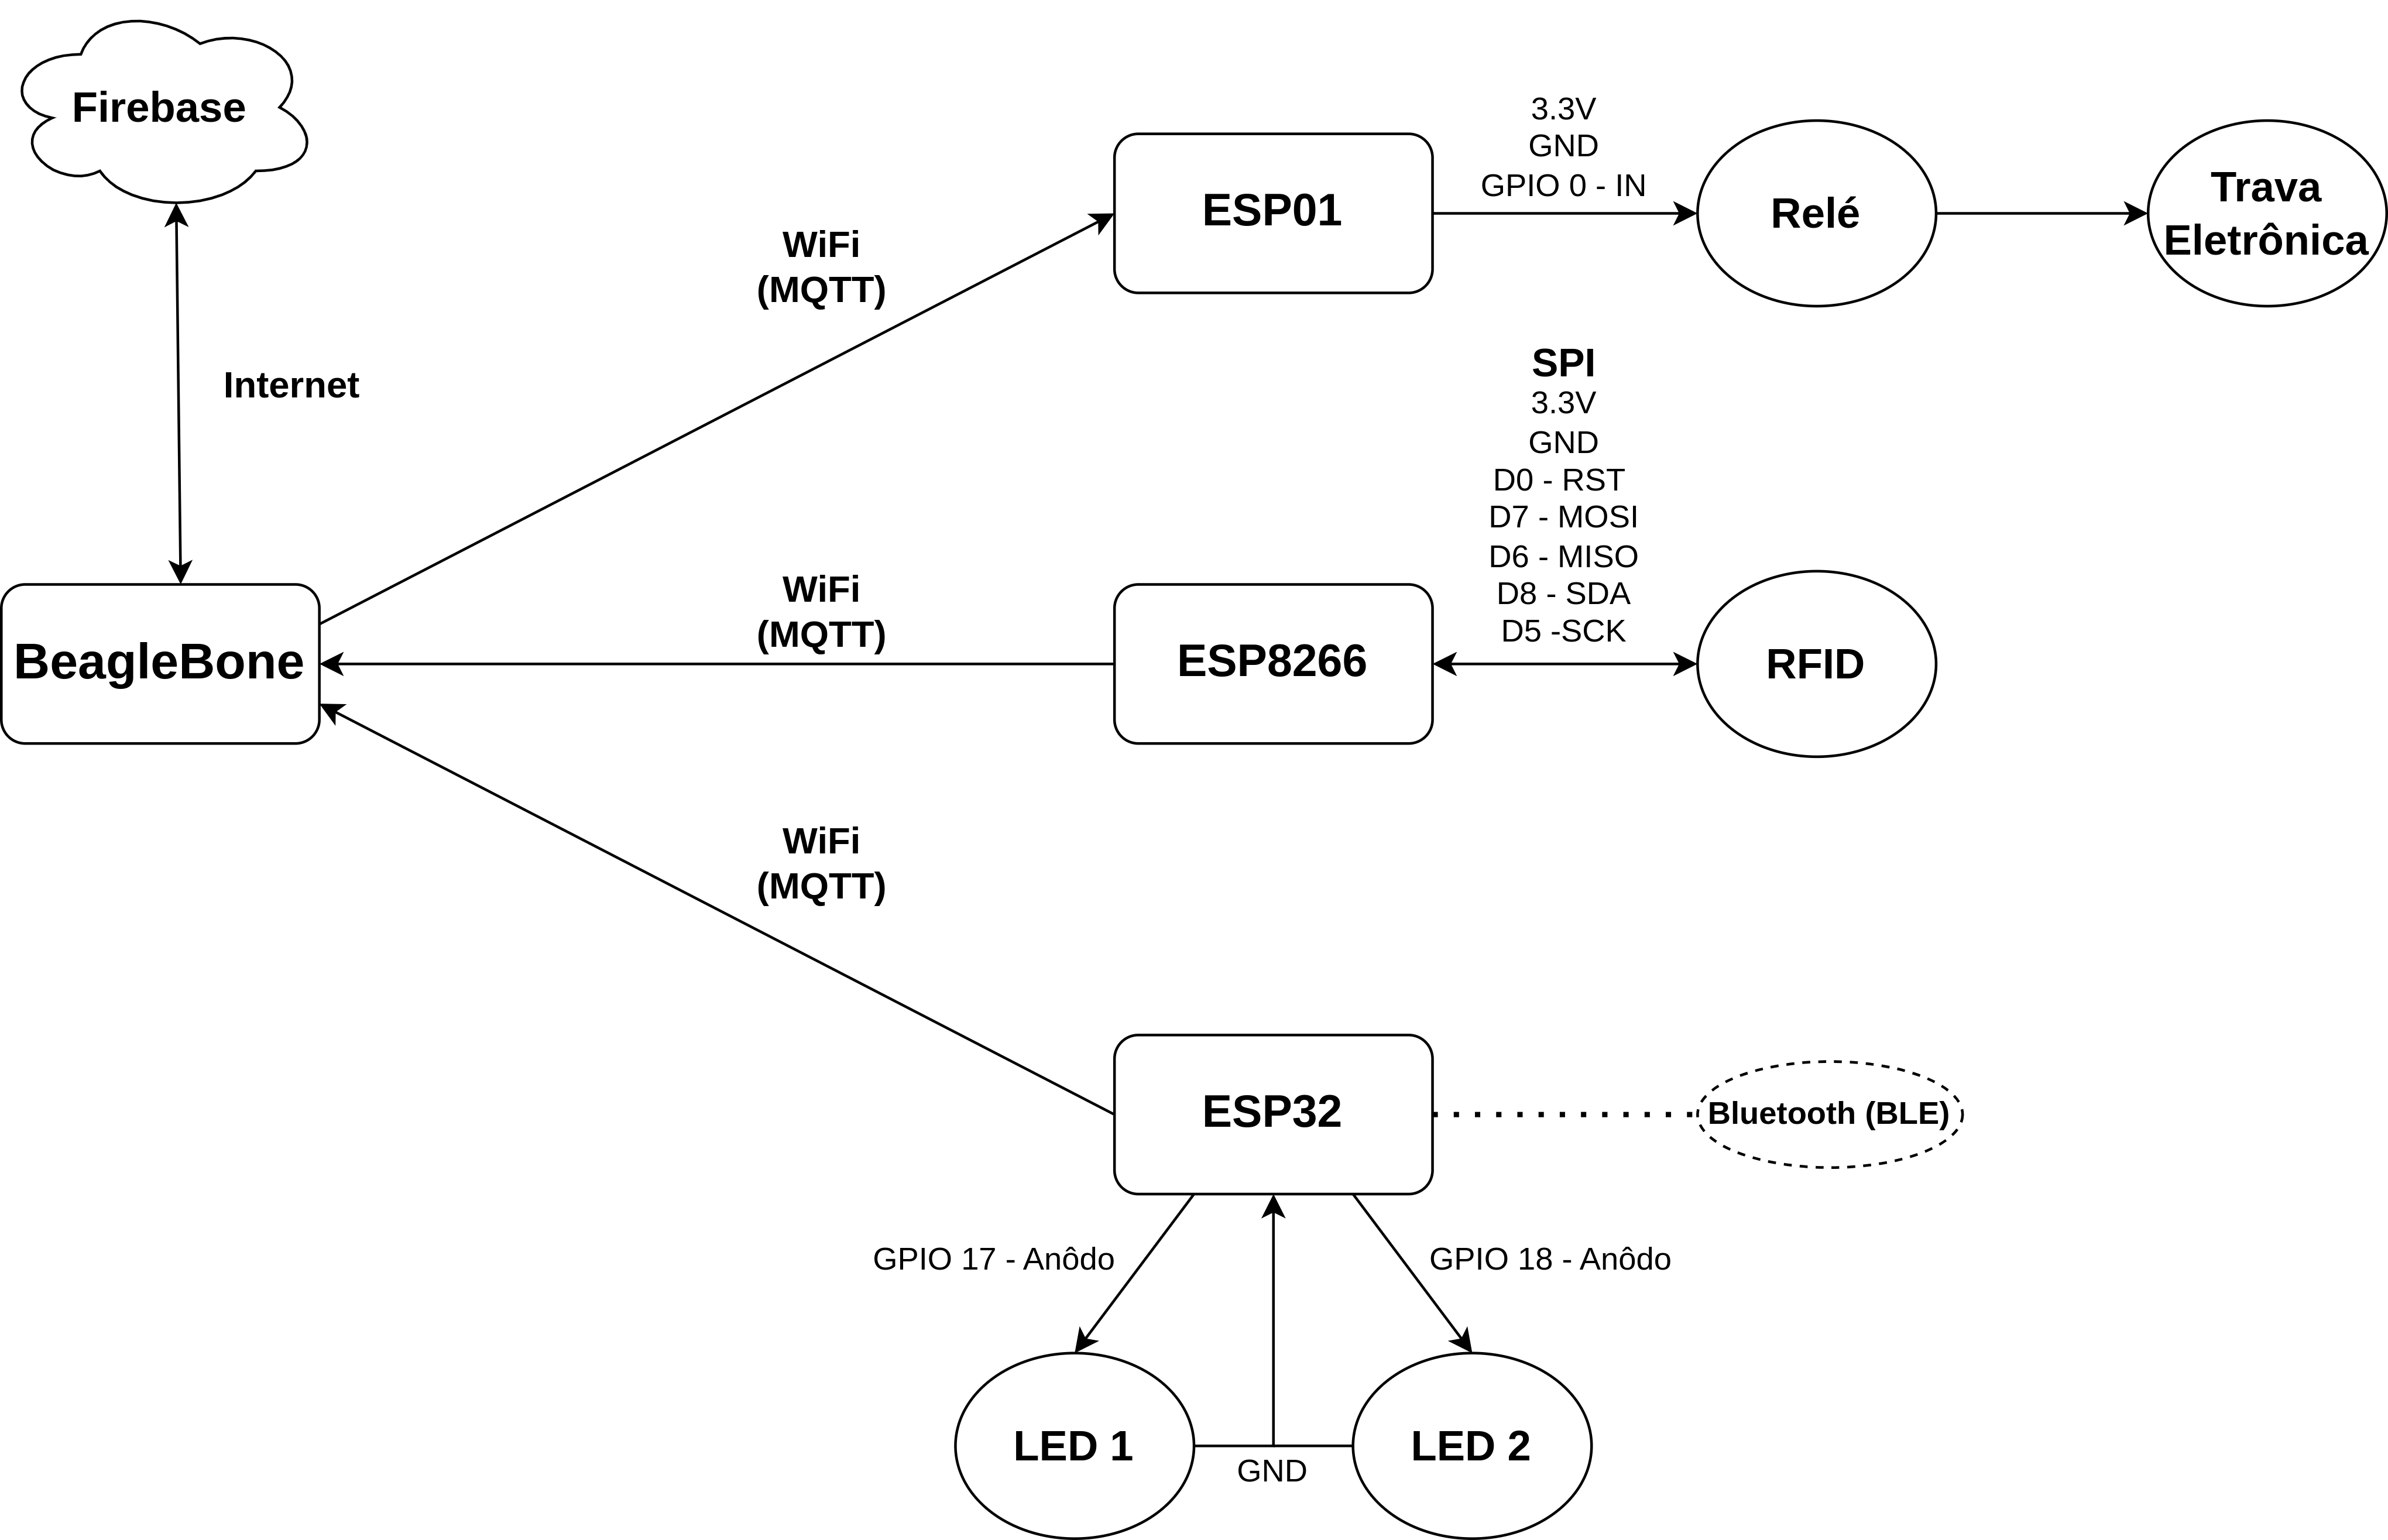 Firebase
Internet
BeagleBone
WiFi
(MQTT)
ESP01
3.3V
GND
GPIO 0 - IN
Relé
Trava
Eletrônica
WiFi
(MQTT)
ESP8266
SPI
3.3V
GND
D0 - RST
D7 - MOSI
D6 - MISO
D8 - SDA
D5 -SCK
RFID
WiFi
(MQTT)
ESP32
Bluetooth (BLE)
GPIO 17 - Anôdo
GPIO 18 - Anôdo
LED 1
GND
LED 2